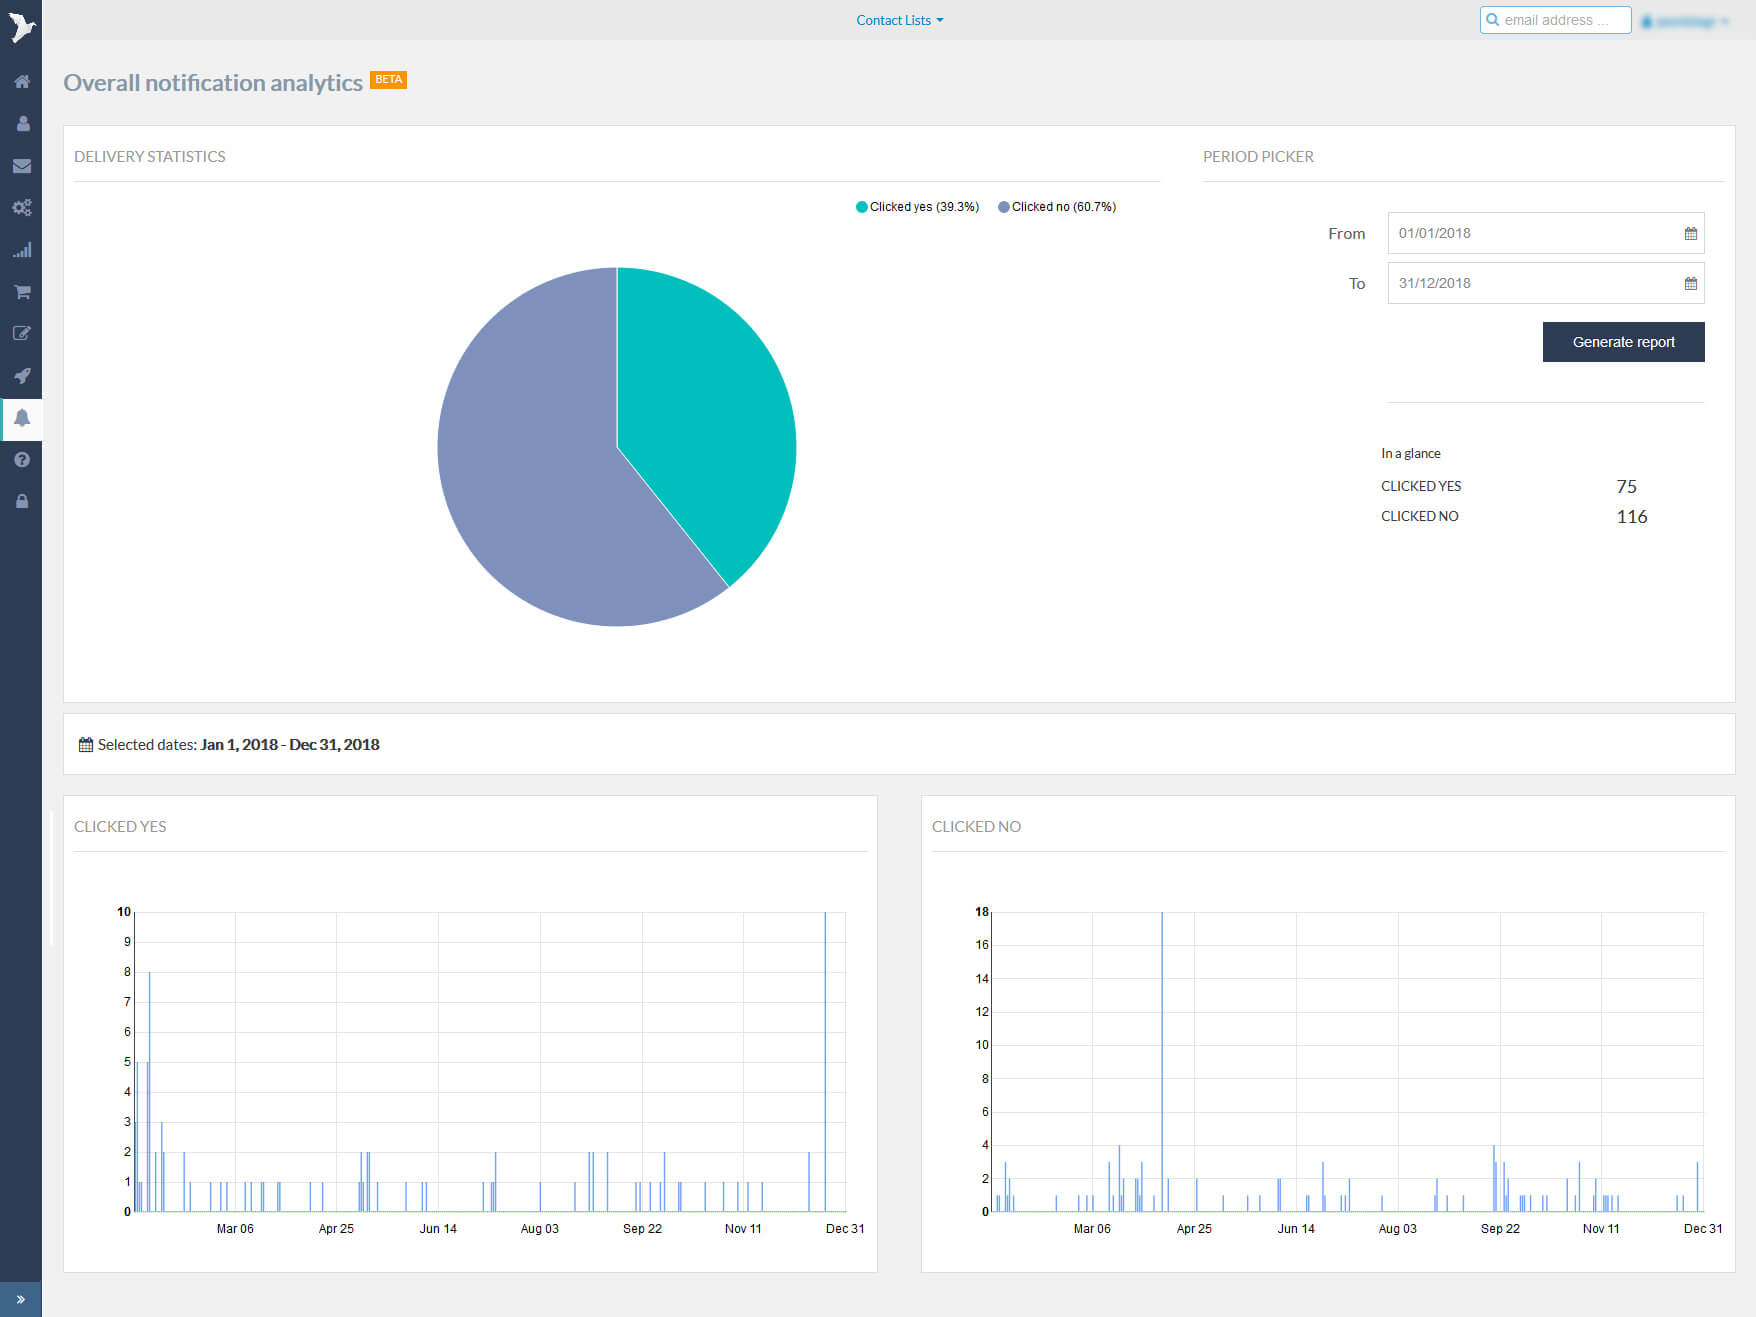 Contact Lists
email address ...
Overall notification analytics BETA
DELIVERY STATISTICS
Clicked yes (39.3%) Clicked no (60.7%)
PERIOD PICKER
From 01/01/2018
To 31/12/2018
Generate report
In a glance
CLICKED YES 75
CLICKED NO 116
Selected dates: Jan 1, 2018 - Dec 31, 2018
CLICKED YES
10
9
8
7
6
5
4
3
2
1
0
Mar 06 Apr 25 Jun 14 Aug 03 Sep 22 Nov 11 Dec 31
CLICKED NO
18
16
14
12
10
8
6
4
2
0
Mar 06 Apr 25 Jun 14 Aug 03 Sep 22 Nov 11 Dec 31